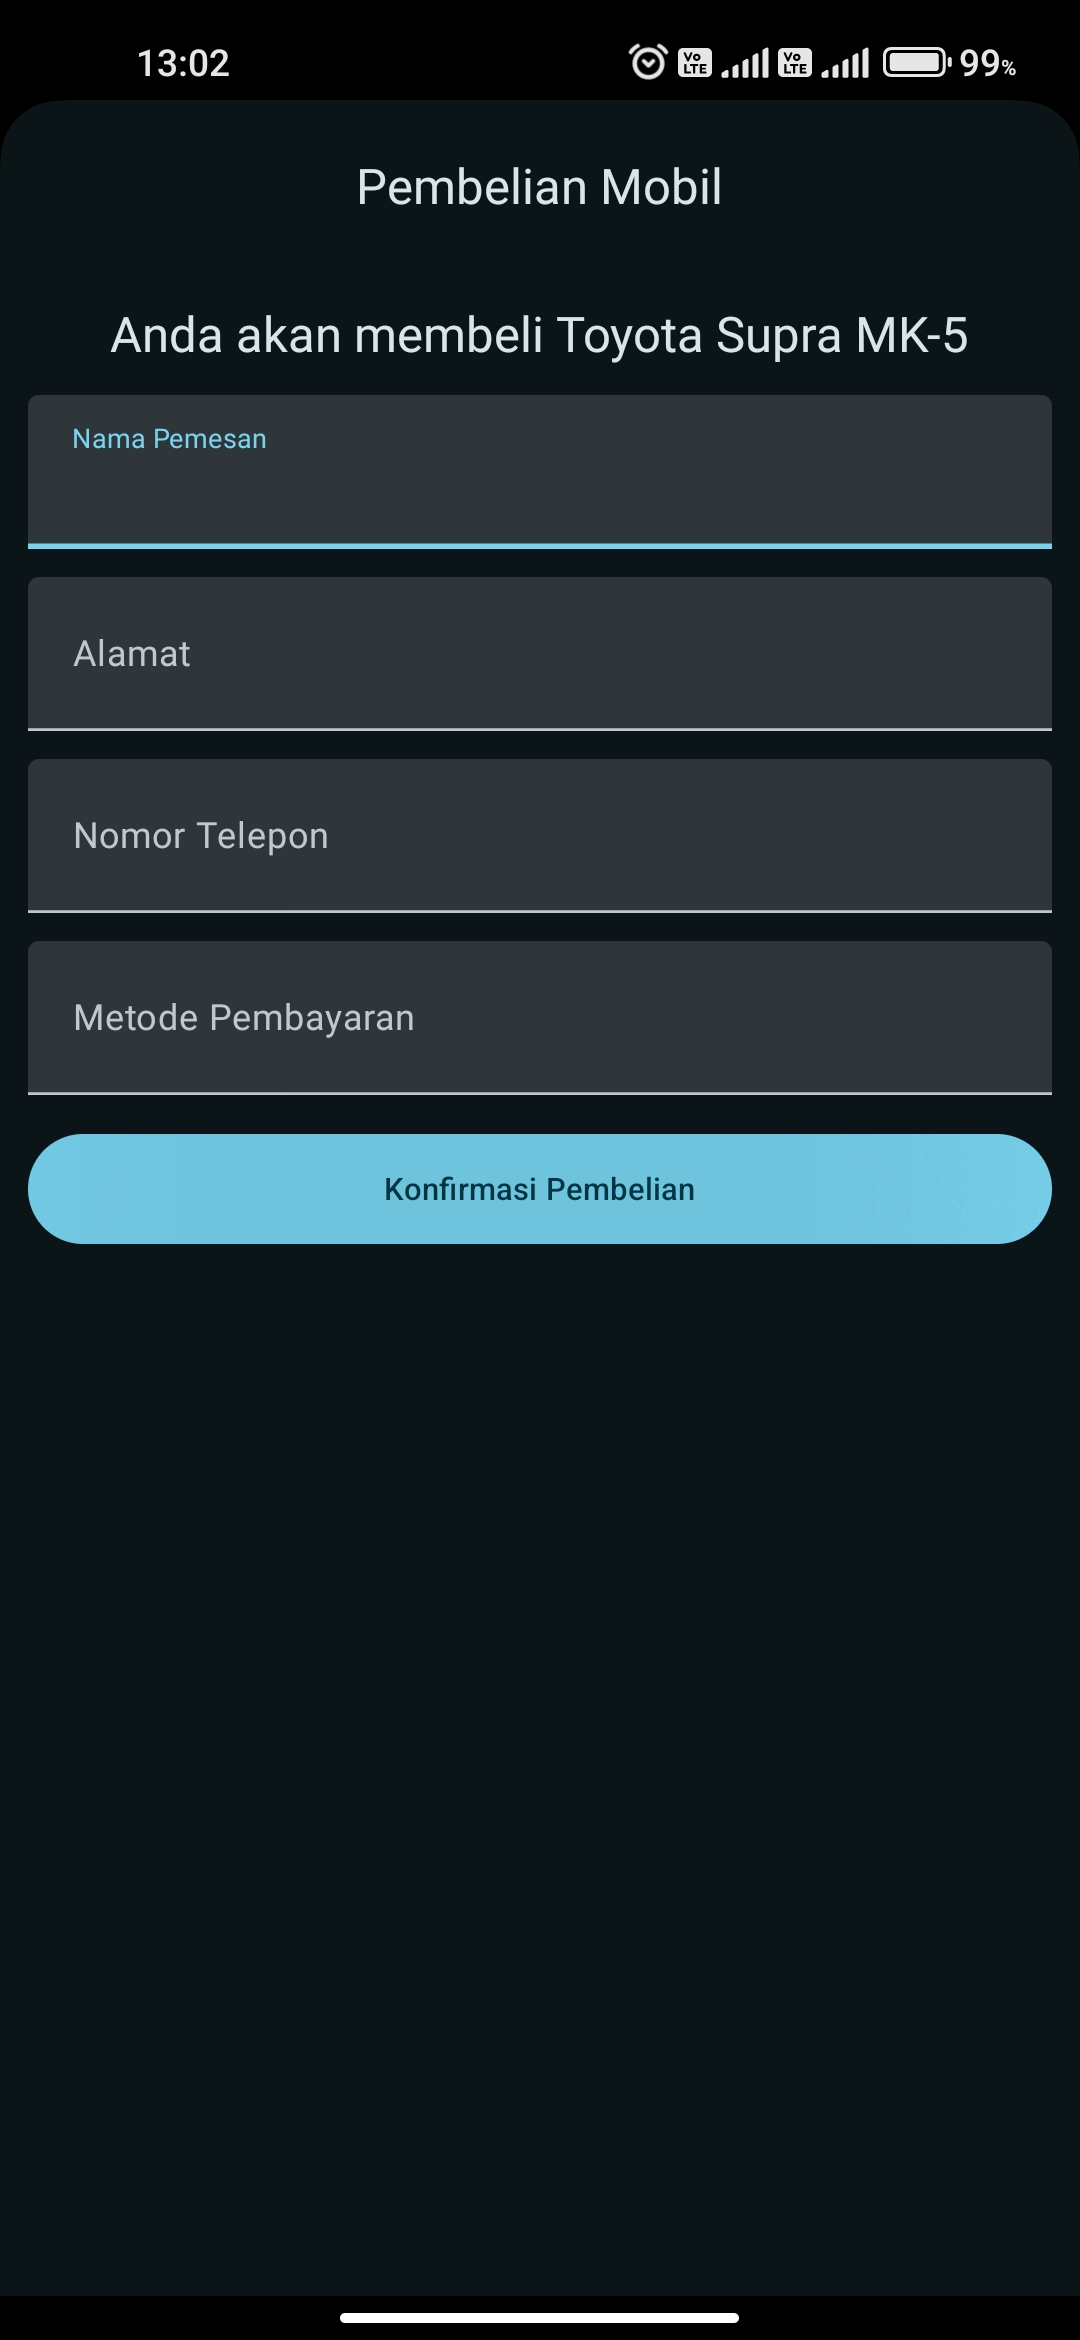 13:02 Vo LTE Vo LTE 99%
Pembelian Mobil
Anda akan membeli Toyota Supra MK-5
Nama Pemesan
Alamat
Nomor Telepon
Metode Pembayaran
Konfirmasi Pembelian